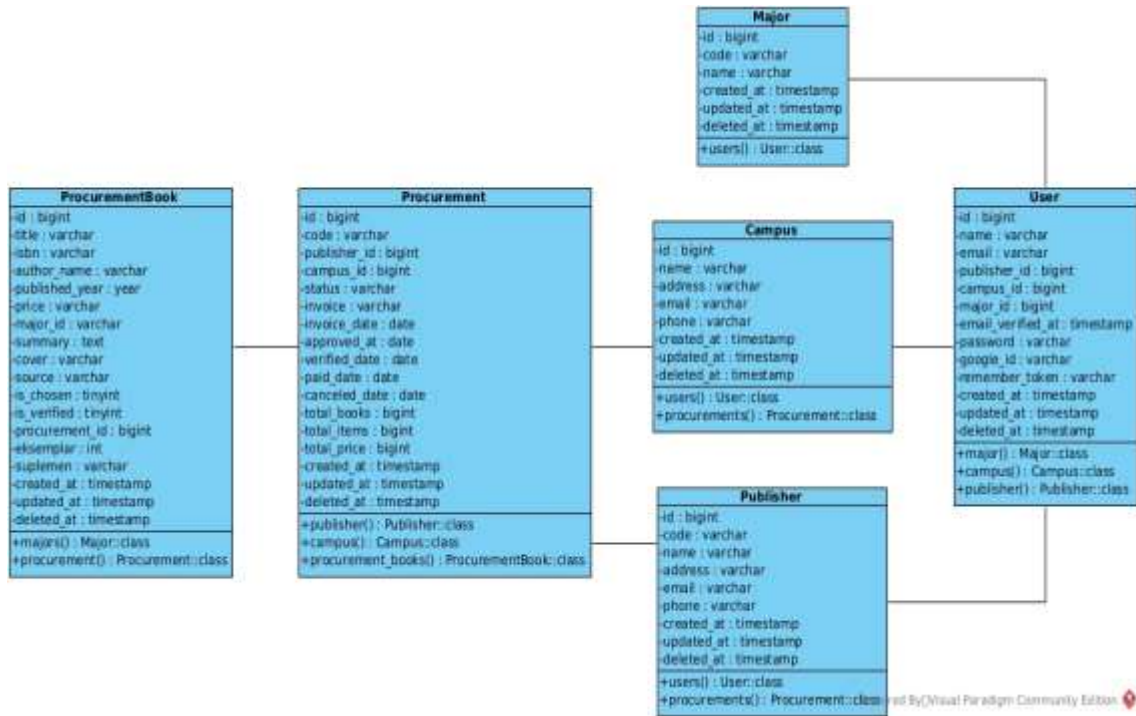 Major
-id : bigint
-code : varchar
-name : varchar
-created_at : timestamp
-updated_at : timestamp
-deleted_at : timestamp
+users() : User::class
ProcurementBook
-id : bigint
-title : varchar
-isbn : varchar
-author_name : varchar
-published_year : year
-price : varchar
-major_id : varchar
-summary : text
-cover : varchar
-source : varchar
-is_chosen : tinyint
-is_verified : tinyint
-procurement_id : bigint
-eksemplar : int
-suplemen : varchar
-created_at : timestamp
-updated_at : timestamp
-deleted_at : timestamp
+majors() : Major::class
+procurement() : Procurement::class
Procurement
-id : bigint
-code : varchar
-publisher_id : bigint
-campus_id : bigint
-status : varchar
-invoice : varchar
-invoice_date : date
-approved_at : date
-verified_date : date
-paid_date : date
-canceled_date : date
-total_books : bigint
-total_items : bigint
-total_price : bigint
-created_at : timestamp
-updated_at : timestamp
-deleted_at : timestamp
+publisher() : Publisher::class
+campus() : Campus::class
+procurement_books() : ProcurementBook::class
Campus
-id : bigint
-name : varchar
-address : varchar
-email : varchar
-phone : varchar
-created_at : timestamp
-updated_at : timestamp
-deleted_at : timestamp
+users() : User::class
+procurements() : Procurement::class
User
-id : bigint
-name : varchar
-email : varchar
-publisher_id : bigint
-campus_id : bigint
-major_id : bigint
-email_verified_at : timestamp
-password : varchar
-google_id : varchar
-remember_token : varchar
-created_at : timestamp
-updated_at : timestamp
-deleted_at : timestamp
+major() : Major::class
+campus() : Campus::class
+publisher() : Publisher::class
Publisher
-id : bigint
-code : varchar
-name : varchar
-address : varchar
-email : varchar
-phone : varchar
-created_at : timestamp
-updated_at : timestamp
-deleted_at : timestamp
+users() : User::class
+procurements() : Procurement::class
Visual Paradigm Community Edition